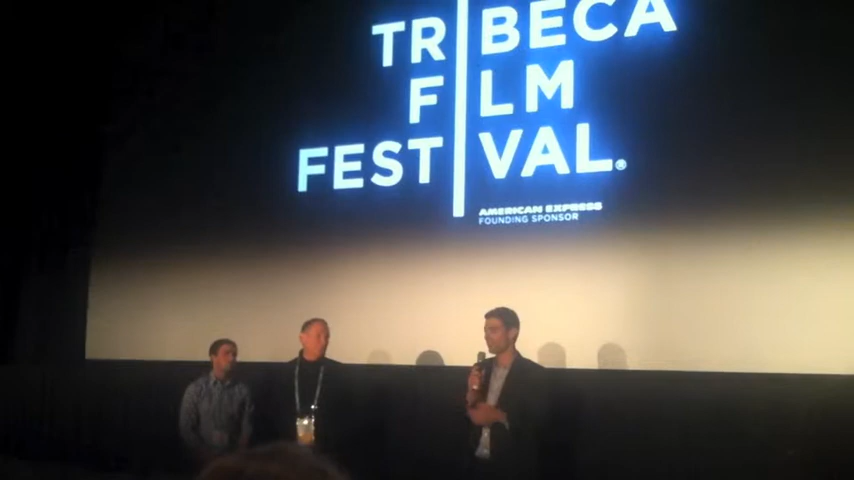 TRIBECA
FILM
FESTIVAL®
AMERICAN EXPRESS
FOUNDING SPONSOR